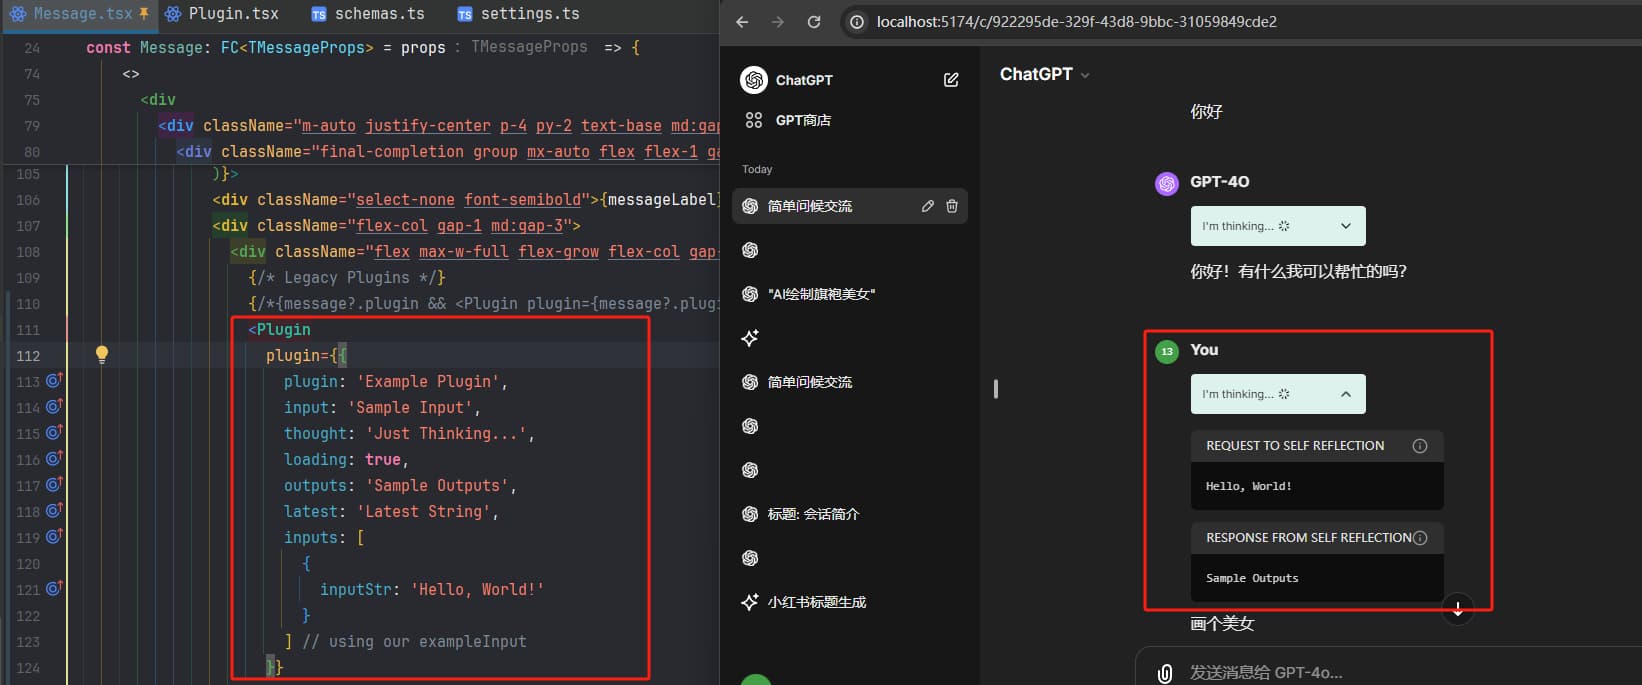 Message.tsx
Plugin.tsx
TS schemas.ts
TS settings.ts
24 const Message: FC<TMessageProps> = props : TMessageProps => {
74 <>
75 <div
79 <div className="m-auto justify-center p-4 py-2 text-base md:gap
80 <div className="final-completion group mx-auto flex flex-1 ga
105 )}>
106 <div className="select-none font-semibold">{messageLabel}
107 <div className="flex-col gap-1 md:gap-3">
108 <div className="flex max-w-full flex-grow flex-col gap-
109 {/* Legacy Plugins */}
110 {/*{message?.plugin && <Plugin plugin={message?.plugi
111 <Plugin
112 plugin={{
113 plugin: 'Example Plugin',
114 input: 'Sample Input',
115 thought: 'Just Thinking...',
116 loading: true,
117 outputs: 'Sample Outputs',
118 latest: 'Latest String',
119 inputs: [
120 {
121 inputStr: 'Hello, World!'
122 }
123 ] // using our exampleInput
124 }}
localhost:5174/c/922295de-329f-43d8-9bbc-31059849cde2
ChatGPT
GPT商店
Today
简单问候交流
"AI绘制旗袍美女"
简单问候交流
标题: 会话简介
小红书标题生成
ChatGPT
你好
GPT-4O
I'm thinking...
你好！有什么我可以帮忙的吗？
13 You
I'm thinking...
REQUEST TO SELF REFLECTION
Hello, World!
RESPONSE FROM SELF REFLECTION
Sample Outputs
画个美女
发送消息给 GPT-4o...